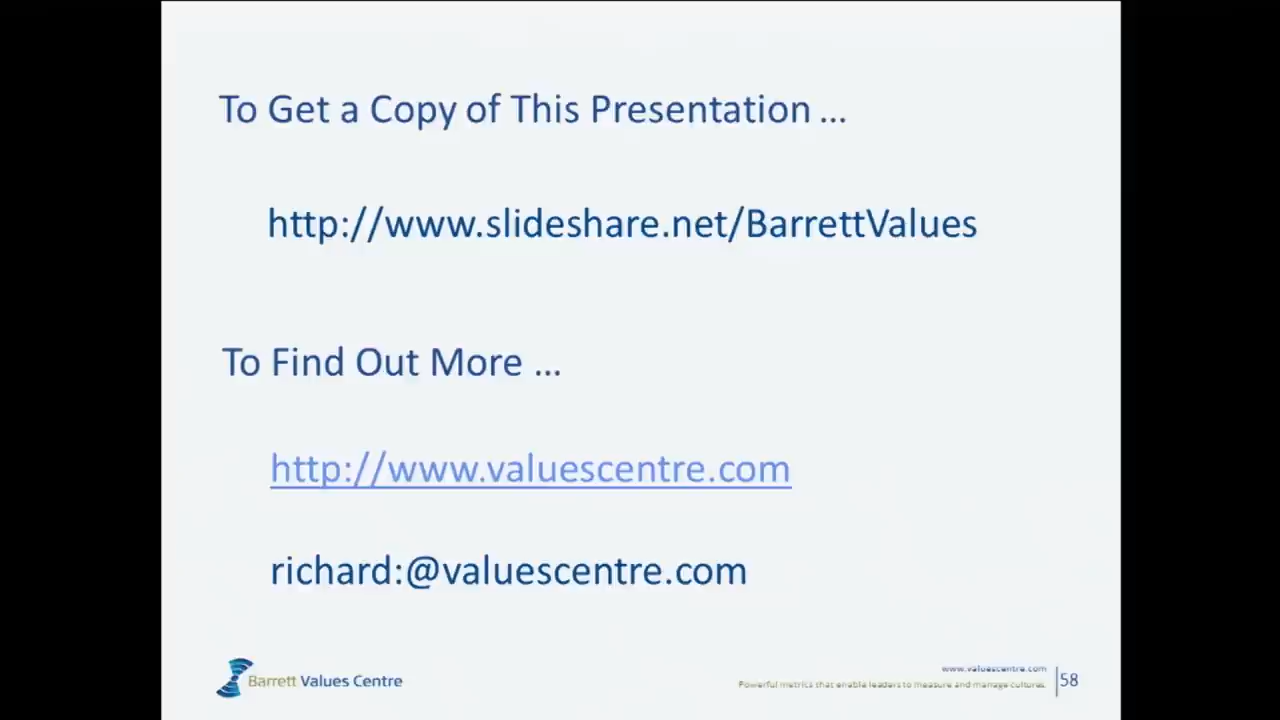 To Get a Copy of This Presentation ...
http://www.slideshare.net/BarrettValues
To Find Out More ...
http://www.valuescentre.com
richard:@valuescentre.com
Barrett Values Centre
www.valuescentre.com
Powerful metrics that enable leaders to measure and manage cultures.
58